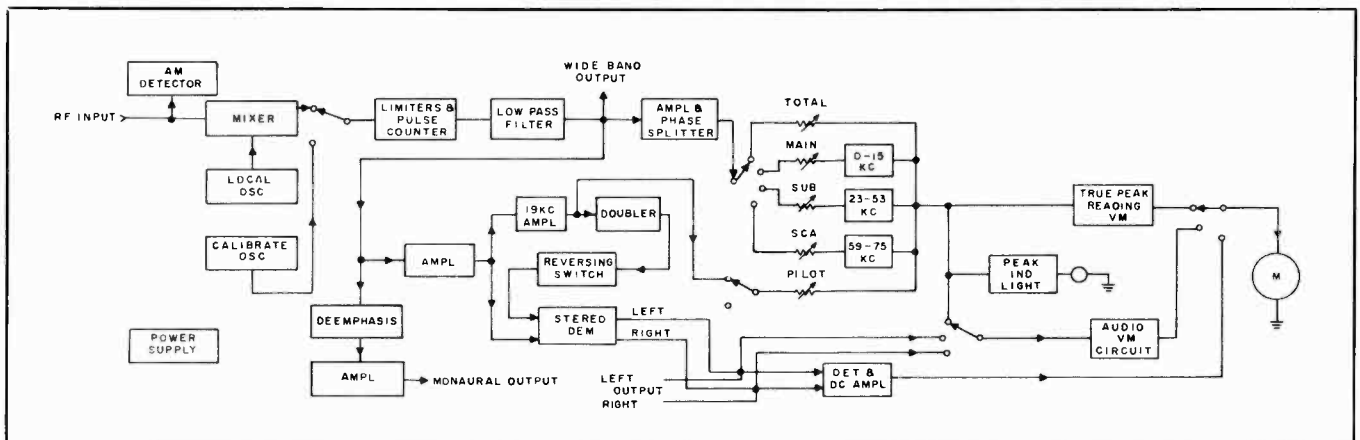 AM
DETECTOR
RF INPUT
MIXER
LOCAL
OSC
CALIBRATE
OSC
POWER
SUPPLY
LIMITERS &
PULSE
COUNTER
LOW PASS
FILTER
WIDE BAND
OUTPUT
AMPL &
PHASE
SPLITTER
TOTAL
MAIN
0-15
KC
SUB
23-53
KC
SCA
59-75
KC
PILOT
19KC
AMPL
DOUBLER
AMPL
REVERSING
SWITCH
STEREO
DEM
LEFT
RIGHT
DEEMPHASIS
AMPL
MONAURAL OUTPUT
LEFT
OUTPUT
RIGHT
DET &
DC AMPL
TRUE PEAK
READING
VM
PEAK
IND
LIGHT
AUDIO
VM
CIRCUIT
M